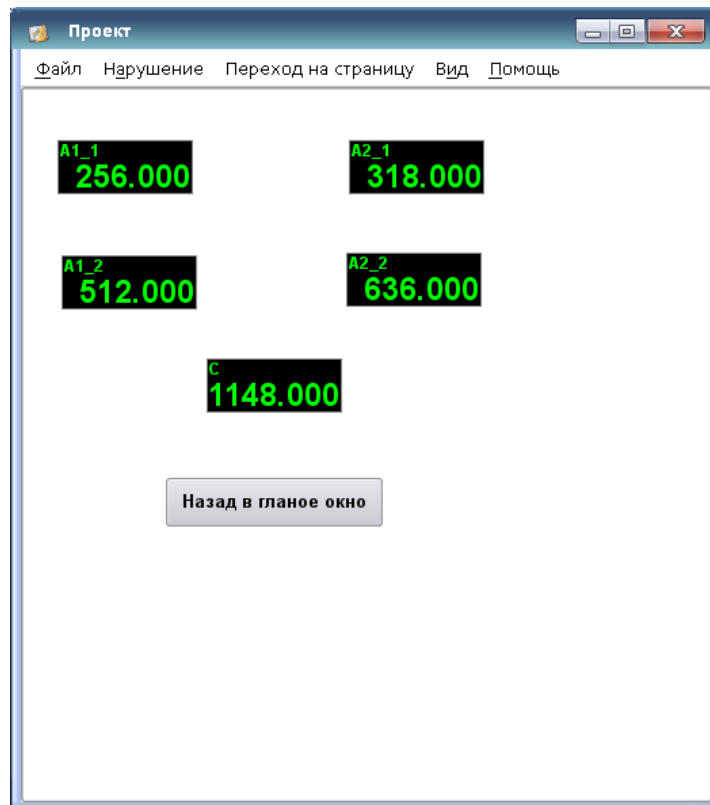 Проект
Файл Нарушение Переход на страницу Вид Помощь
A1_1
256.000
A2_1
318.000
A1_2
512.000
A2_2
636.000
C
1148.000
Назад в гланое окно